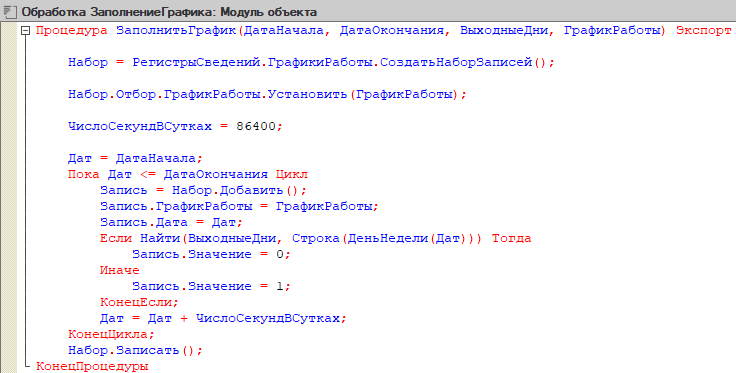 Обработка ЗаполнениеГрафика: Модуль объекта
Процедура ЗаполнитьГрафик(ДатаНачала, ДатаОкончания, ВыходныеДни, ГрафикРаботы) Экспорт
Набор = РегистрыСведений.ГрафикиРаботы.СоздатьНаборЗаписей();
Набор.Отбор.ГрафикРаботы.Установить(ГрафикРаботы);
ЧислоСекундВСутках = 86400;
Дат = ДатаНачала;
Пока Дат <= ДатаОкончания Цикл
Запись = Набор.Добавить();
Запись.ГрафикРаботы = ГрафикРаботы;
Запись.Дата = Дат;
Если Найти(ВыходныеДни, Строка(ДеньНедели(Дат))) Тогда
Запись.Значение = 0;
Иначе
Запись.Значение = 1;
КонецЕсли;
Дат = Дат + ЧислоСекундВСутках;
КонецЦикла;
Набор.Записать();
КонецПроцедуры